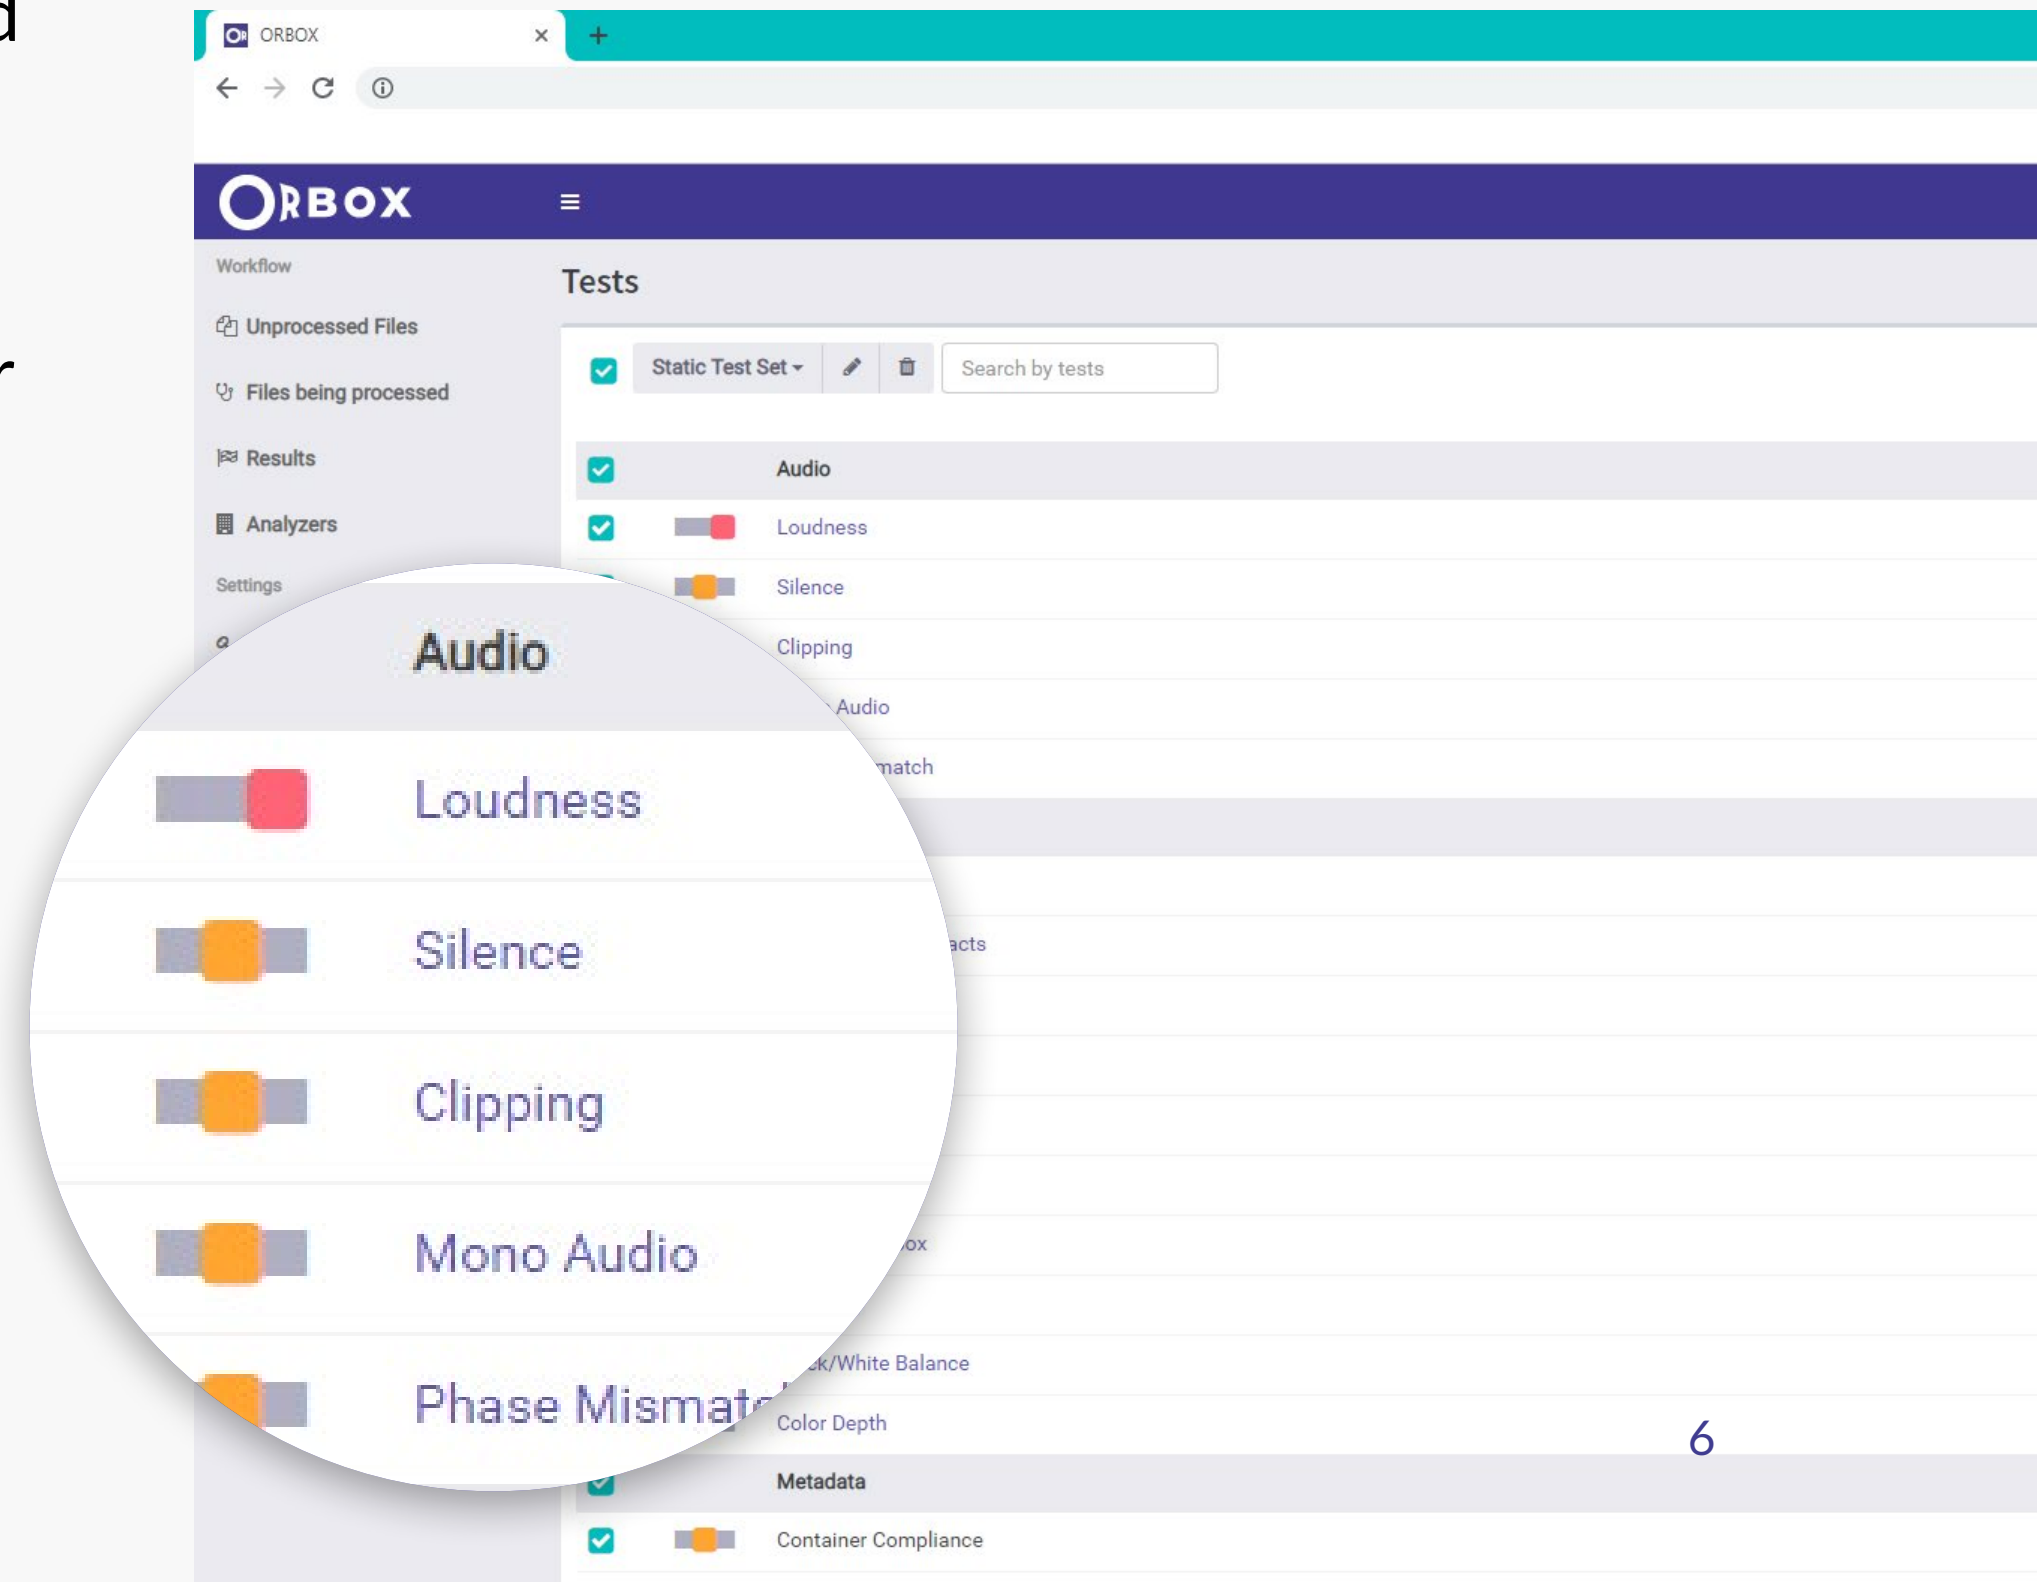 ORBOX
ORBOX
Workflow
Tests
Unprocessed Files
Static Test Set
Search by tests
Files being processed
Results
Audio
Analyzers
Loudness
Settings
Silence
Clipping
Audio
match
acts
ox
/White Balance
Color Depth
Metadata
Container Compliance
Audio
Loudness
Silence
Clipping
Mono Audio
Phase
6